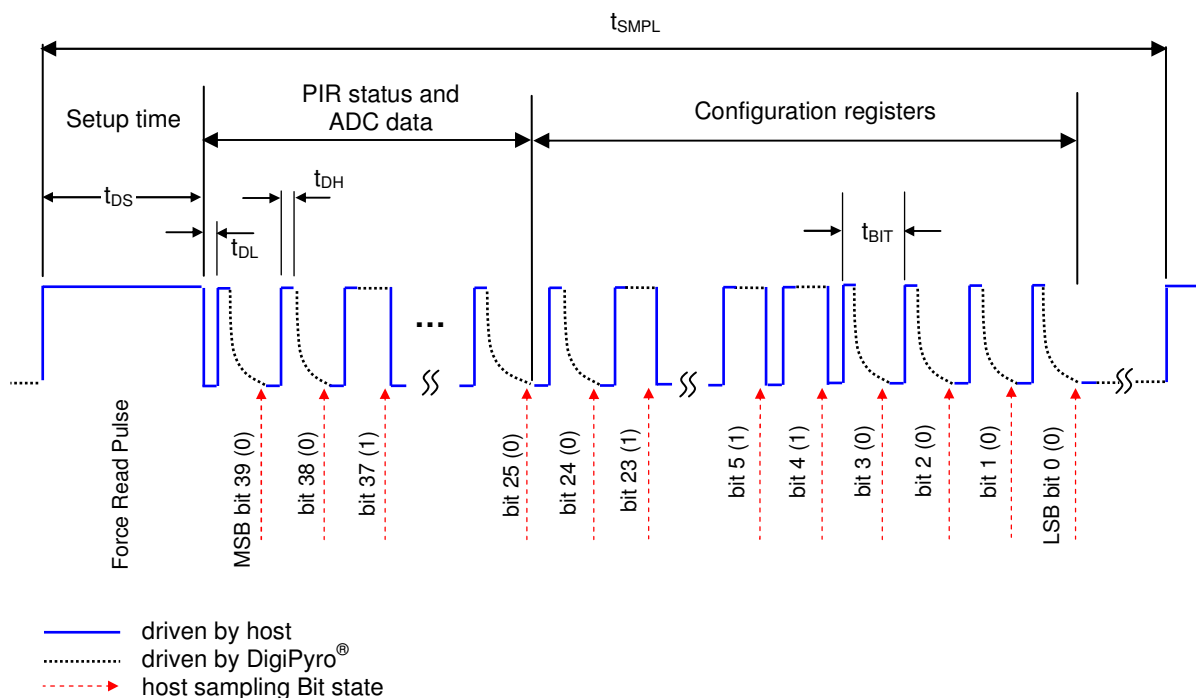 tSMPL
PIR status and
ADC data
Setup time
Configuration registers
tDS
tDH
tDL
tBIT
...
Force Read Pulse
MSB bit 39 (0)
bit 38 (0)
bit 37 (1)
bit 25 (0)
bit 24 (0)
bit 23 (1)
bit 5 (1)
bit 4 (1)
bit 3 (0)
bit 2 (0)
bit 1 (0)
LSB bit 0 (0)
driven by host
driven by DigiPyro®
host sampling Bit state